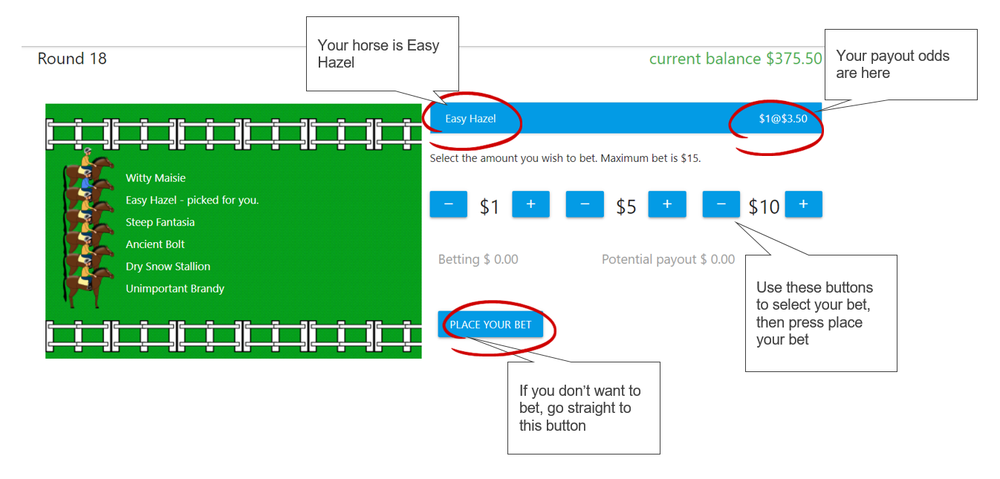 Your horse is Easy
Hazel
Your payout odds
are here
Round 18
current balance $375.50
Easy Hazel
$1@$3.50
Select the amount you wish to bet. Maximum bet is $15.
− $1 + − $5 + − $10 +
Witty Maisie
Easy Hazel - picked for you.
Steep Fantasia
Ancient Bolt
Dry Snow Stallion
Unimportant Brandy
Betting $ 0.00
Potential payout $ 0.00
Use these buttons
to select your bet,
then press place
your bet
PLACE YOUR BET
If you don’t want to
bet, go straight to
this button